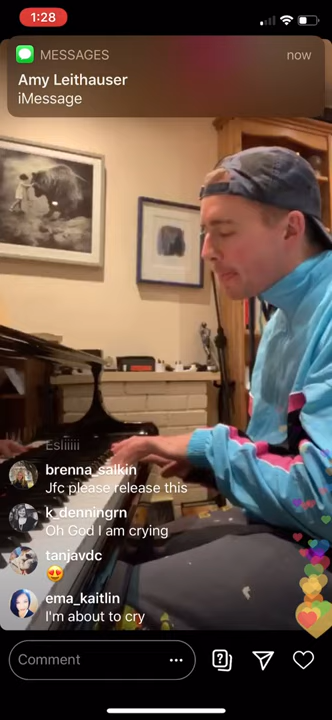 1:28
MESSAGES
now
Amy Leithauser
iMessage
Esliiiii
brenna_salkin
Jfc please release this
k_denningrn
Oh God I am crying
tanjavdc
😍
ema_kaitlin
I'm about to cry
Comment